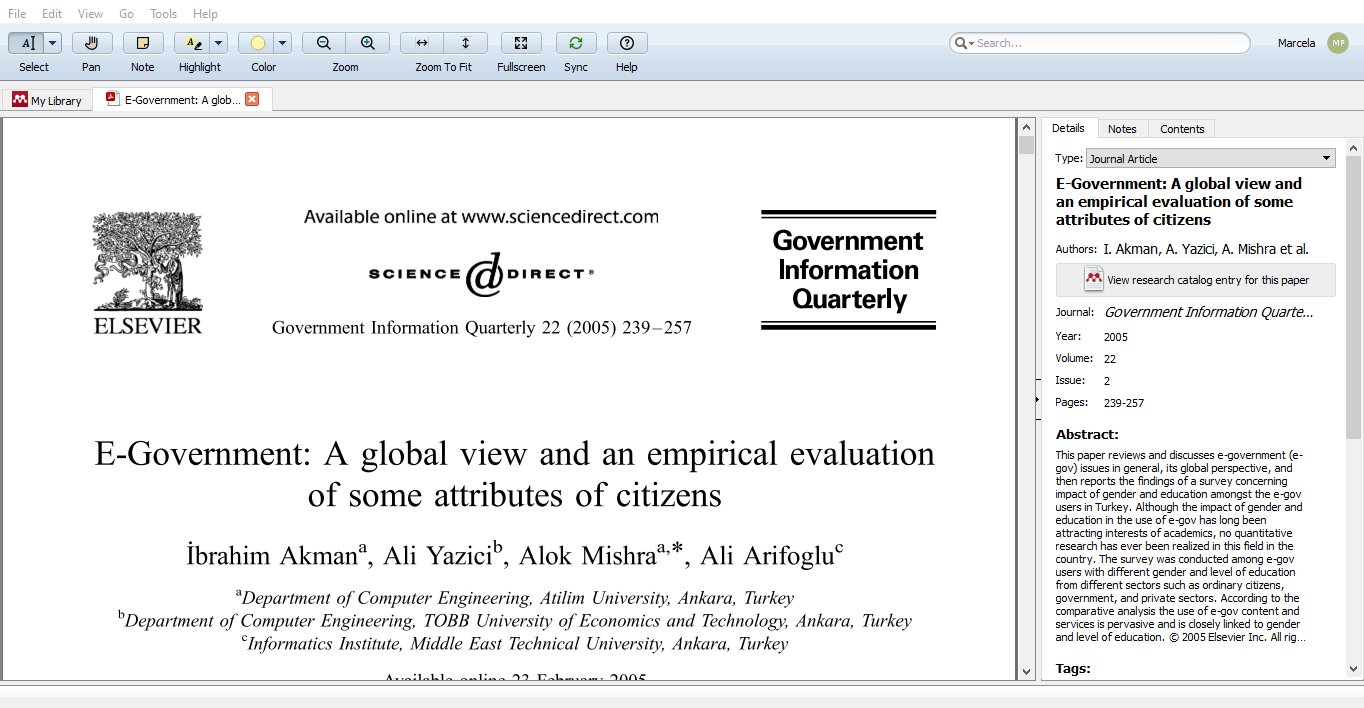 File Edit View Go Tools Help
Select Pan Note Highlight Color Zoom Zoom To Fit Fullscreen Sync Help
Search...
Marcela MP
My Library E-Government: A glob...
Available online at www.sciencedirect.com
SCIENCE @ DIRECT®
ELSEVIER
Government Information Quarterly 22 (2005) 239–257
Government
Information
Quarterly
E-Government: A global view and an empirical evaluation
of some attributes of citizens
İbrahim Akmanᵃ, Ali Yaziciᵇ, Alok Mishraᵃ,*, Ali Arifogluᶜ
ᵃDepartment of Computer Engineering, Atilim University, Ankara, Turkey
ᵇDepartment of Computer Engineering, TOBB University of Economics and Technology, Ankara, Turkey
ᶜInformatics Institute, Middle East Technical University, Ankara, Turkey
Available online 23 February 2005
Details Notes Contents
Type: Journal Article
E-Government: A global view and
an empirical evaluation of some
attributes of citizens
Authors: I. Akman, A. Yazici, A. Mishra et al.
View research catalog entry for this paper
Journal: Government Information Quarte...
Year: 2005
Volume: 22
Issue: 2
Pages: 239-257
Abstract:
This paper reviews and discusses e-government (e-
gov) issues in general, its global perspective, and
then reports the findings of a survey concerning
impact of gender and education amongst the e-gov
users in Turkey. Although the impact of gender and
education in the use of e-gov has long been
attracting interests of academics, no quantitative
research has ever been realized in this field in the
country. The survey was conducted among e-gov
users with different gender and level of education
from different sectors such as ordinary citizens,
government, and private sectors. According to the
comparative analysis the use of e-gov content and
services is pervasive and is closely linked to gender
and level of education. © 2005 Elsevier Inc. All rig...
Tags: